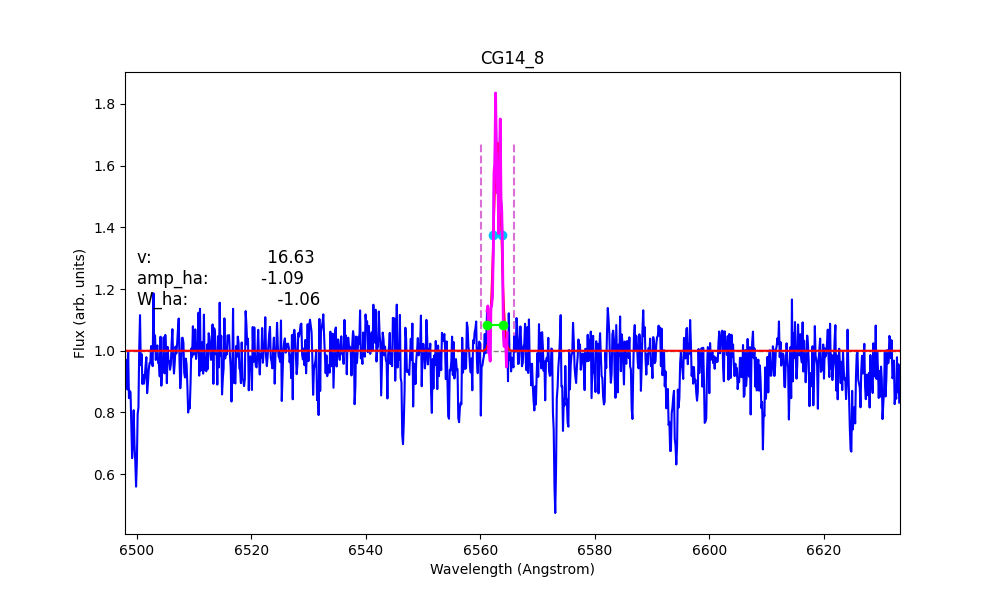 CG14_8
1.8
1.6
1.4
1.2
1.0
0.8
0.6
Flux (arb. units)
v: 16.63
amp_ha: -1.09
W_ha: -1.06
6500 6520 6540 6560 6580 6600 6620
Wavelength (Angstrom)